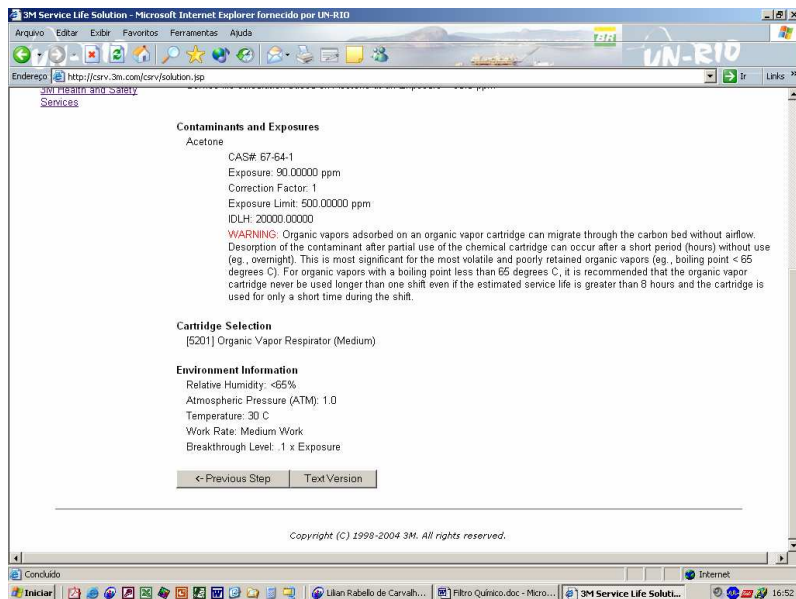 3M Service Life Solution - Microsoft Internet Explorer fornecido por UN-RIO
Arquivo Editar Exibir Favoritos Ferramentas Ajuda
BR
UN-RIO
Endereço http://csrv.3m.com/csrv/solution.jsp Ir Links »
3M Health and Safety
Services
Contaminants and Exposures
Acetone
CAS#: 67-64-1
Exposure: 90.00000 ppm
Correction Factor: 1
Exposure Limit: 500.00000 ppm
IDLH: 20000.00000
WARNING: Organic vapors adsorbed on an organic vapor cartridge can migrate through the carbon bed without airflow.
Desorption of the contaminant after partial use of the chemical cartridge can occur after a short period (hours) without use
(eg., overnight). This is most significant for the most volatile and poorly retained organic vapors (eg., boiling point < 65
degrees C). For organic vapors with a boiling point less than 65 degrees C, it is recommended that the organic vapor
cartridge never be used longer than one shift even if the estimated service life is greater than 8 hours and the cartridge is
used for only a short time during the shift.
Cartridge Selection
[5201] Organic Vapor Respirator (Medium)
Environment Information
Relative Humidity: <65%
Atmospheric Pressure (ATM): 1.0
Temperature: 30 C
Work Rate: Medium Work
Breakthrough Level: .1 x Exposure
<- Previous Step Text Version
Copyright (C) 1998-2004 3M. All rights reserved.
Concluído Internet
Iniciar Lilian Rabello de Carvalh... Filtro Químico.doc - Micro... 3M Service Life Soluti... 16:52